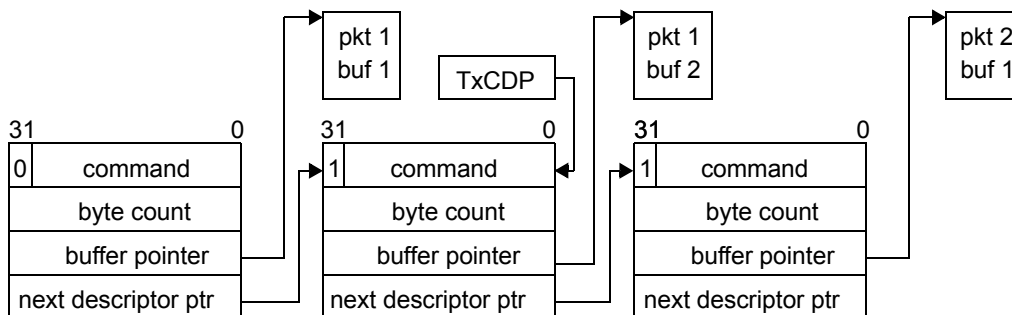 pkt 1
buf 1
TxCDP
pkt 1
buf 2
pkt 2
buf 1
31 0
31 0
31 0
0 command
1 command
1 command
byte count
byte count
byte count
buffer pointer
buffer pointer
buffer pointer
next descriptor ptr
next descriptor ptr
next descriptor ptr